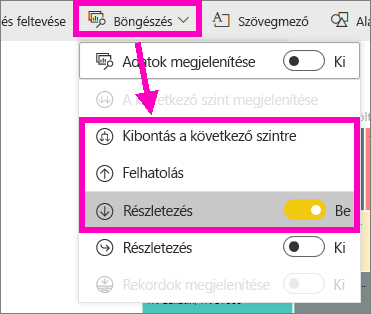 és feltevése Böngészés Szövegmező Ala
Adatok megjelenítése Ki
A következő szint megjelenítése
Kibontás a következő szintre
Felhatolás
Részletezés Be
Részletezés Ki
Rekordok megjelenítése Ki